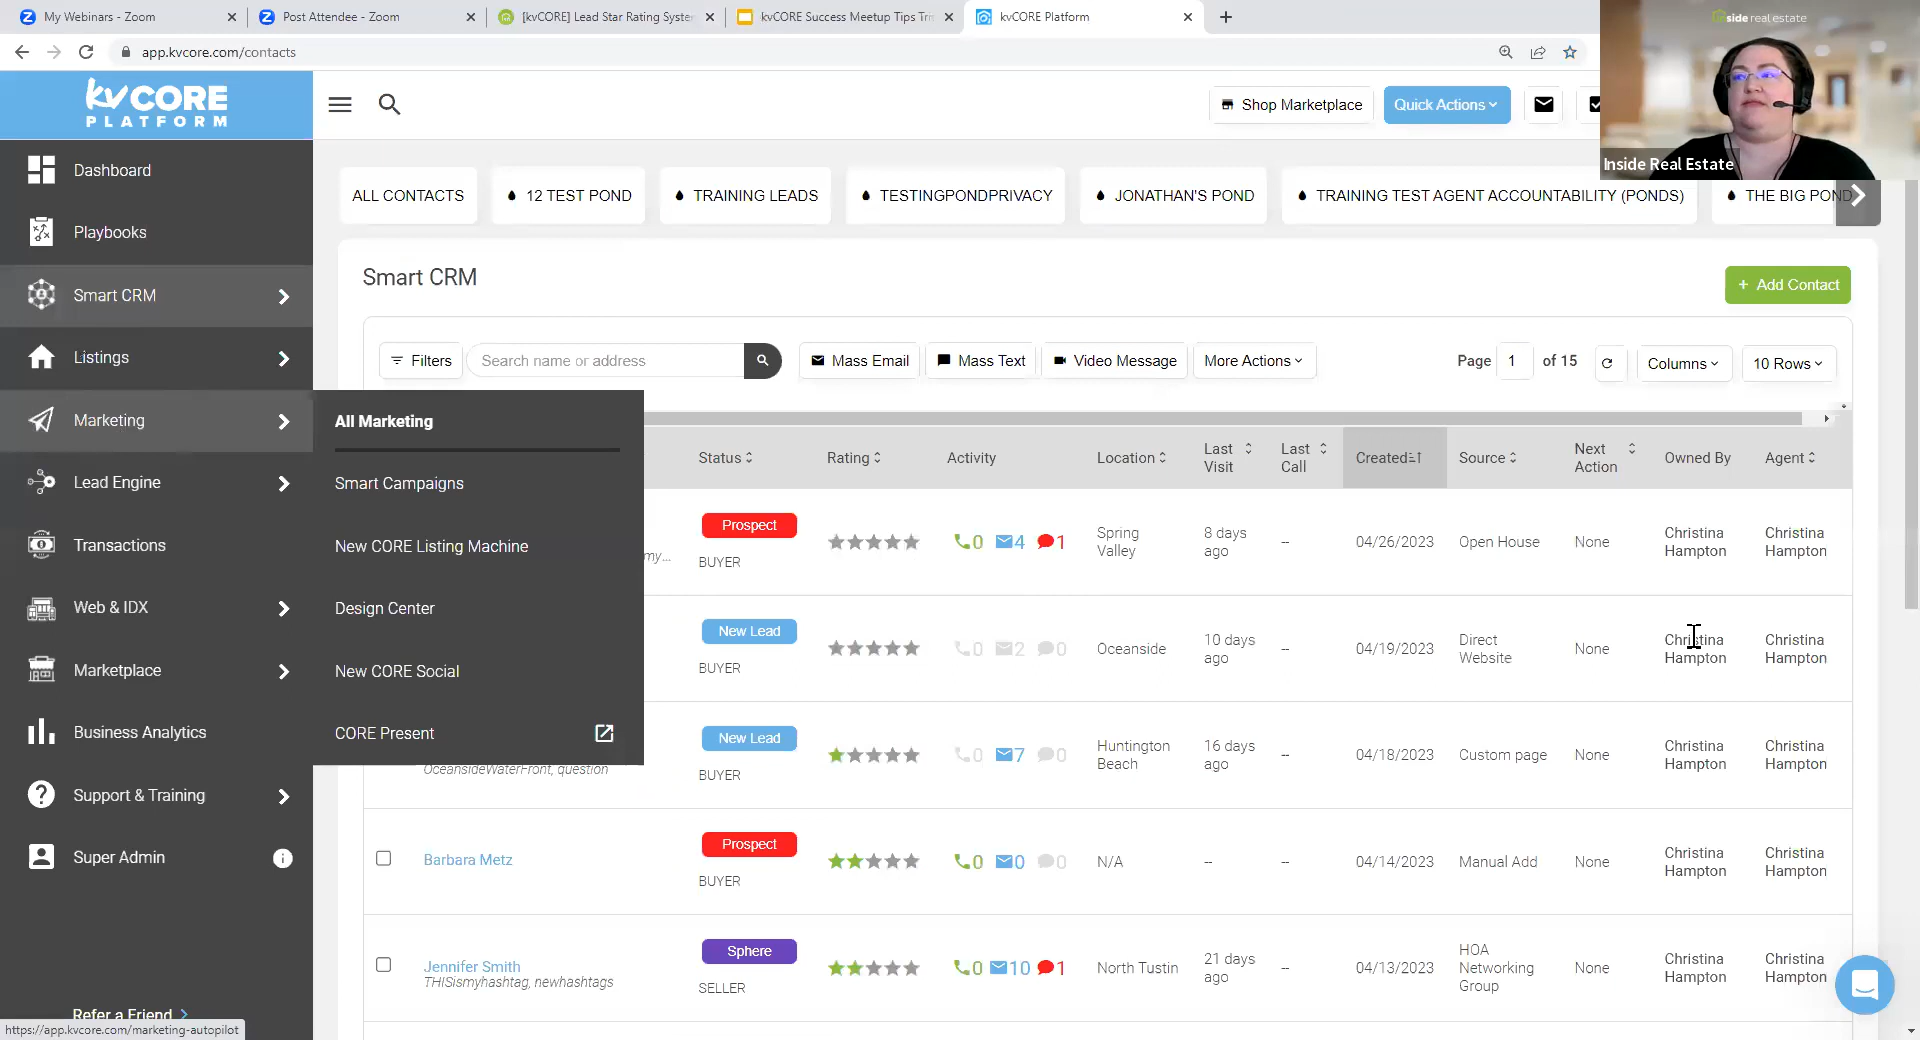 My Webinars - Zoom
Post Attendee - Zoom
[kvCORE] Lead Star Rating System
kvCORE Success Meetup Tips Tri
kvCORE Platform
app.kvcore.com/contacts
inside real estate
Inside Real Estate
kvCORE
PLATFORM
Shop Marketplace
Quick Actions
Dashboard
Playbooks
Smart CRM
Listings
Marketing
Lead Engine
Transactions
Web & IDX
Marketplace
Business Analytics
Support & Training
Super Admin
Refer a Friend
https://app.kvcore.com/marketing-autopilot
All Marketing
Smart Campaigns
New CORE Listing Machine
Design Center
New CORE Social
CORE Present
ALL CONTACTS
12 TEST POND
TRAINING LEADS
TESTINGPONDPRIVACY
JONATHAN'S POND
TRAINING TEST AGENT ACCOUNTABILITY (PONDS)
THE BIG POND
Smart CRM
+ Add Contact
Filters
Search name or address
Mass Email
Mass Text
Video Message
More Actions
Page 1 of 15
Columns
10 Rows
Status
Rating
Activity
Location
Last Visit
Last Call
Created
Source
Next Action
Owned By
Agent
Prospect
BUYER
my...
0 4 1
Spring Valley
8 days ago
--
04/26/2023
Open House
None
Christina Hampton
Christina Hampton
New Lead
BUYER
0 2 0
Oceanside
10 days ago
--
04/19/2023
Direct Website
None
Christina Hampton
Christina Hampton
OceansideWaterFront, question
New Lead
BUYER
0 7 0
Huntington Beach
16 days ago
--
04/18/2023
Custom page
None
Christina Hampton
Christina Hampton
Barbara Metz
Prospect
BUYER
0 0 0
N/A
--
--
04/14/2023
Manual Add
None
Christina Hampton
Christina Hampton
Jennifer Smith
THISismyhashtag, newhashtags
Sphere
SELLER
0 10 1
North Tustin
21 days ago
--
04/13/2023
HOA Networking Group
None
Christina Hampton
Christina Hampton